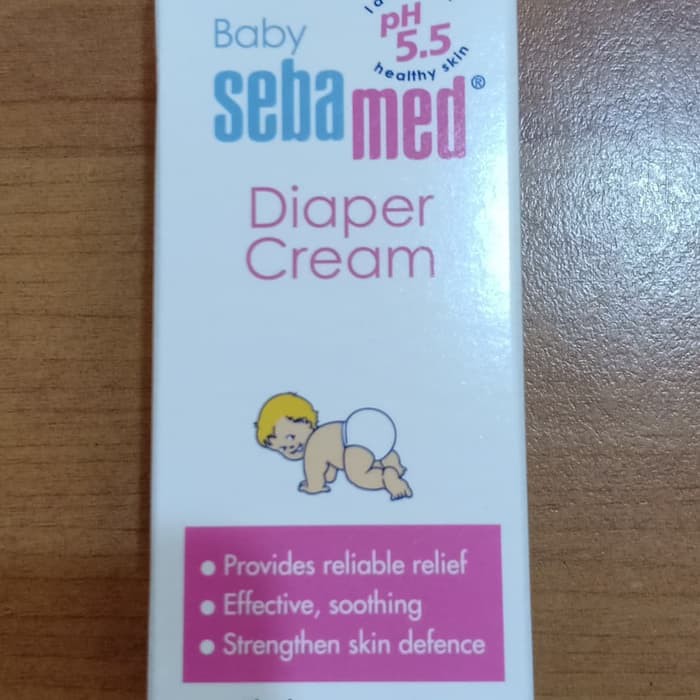 Baby
pH
5.5
healthy skin
sebamed®
Diaper
Cream
• Provides reliable relief
• Effective, soothing
• Strengthen skin defence